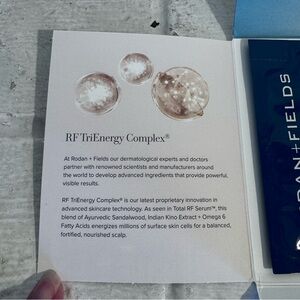 RF TriEnergy Complex®
At Rodan + Fields our dermatological experts and doctors
partner with renowned scientists and manufacturers around
the world to develop advanced ingredients that provide powerful,
visible results.
RF TriEnergy Complex® is our latest proprietary innovation in
advanced skincare technology. As seen in Total RF Serum™, this
blend of Ayurvedic Sandalwood, Indian Kino Extract + Omega 6
Fatty Acids energizes millions of surface skin cells for a balanced,
fortified, nourished scalp.
DAN+FIELDS